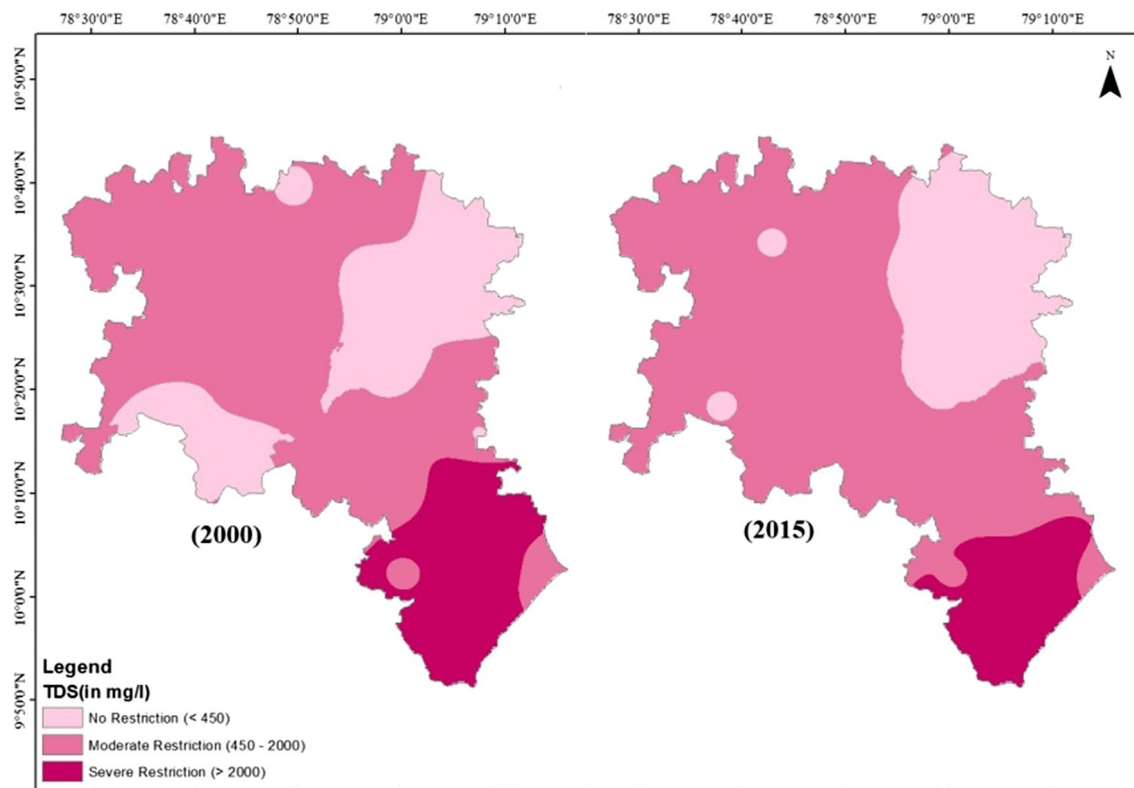 78°30'0"E 78°40'0"E 78°50'0"E 79°0'0"E 79°10'0"E 78°30'0"E 78°40'0"E 78°50'0"E 79°0'0"E 79°10'0"E
10°50'0"N
10°40'0"N
10°30'0"N
10°20'0"N
10°10'0"N
10°0'0"N
9°50'0"N
N
(2000)
(2015)
Legend
TDS(in mg/l)
No Restriction (< 450)
Moderate Restriction (450 - 2000)
Severe Restriction (> 2000)